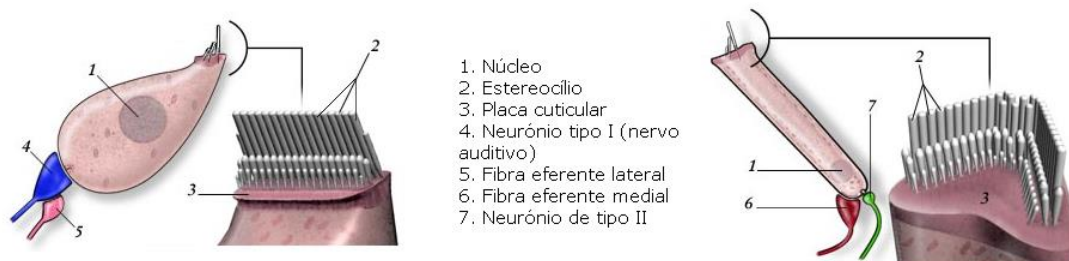 1
2
3
4
5
1. Núcleo
2. Estereocílio
3. Placa cuticular
4. Neurónio tipo I (nervo
auditivo)
5. Fibra eferente lateral
6. Fibra eferente medial
7. Neurónio de tipo II
2
7
1
6
3